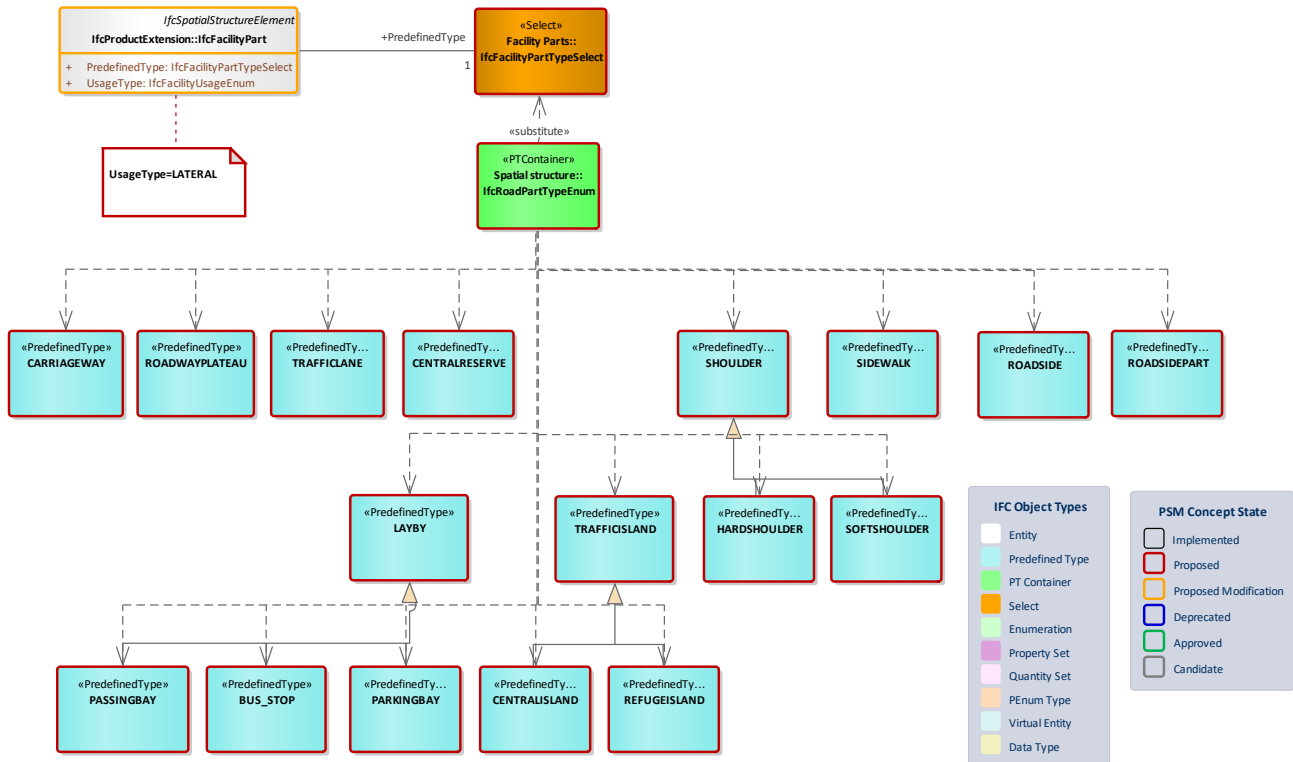 IfcSpatialStructureElement
IfcProductExtension::IfcFacilityPart
+ PredefinedType: IfcFacilityPartTypeSelect
+ UsageType: IfcFacilityUsageEnum
+PredefinedType
1
«Select»
Facility Parts::
IfcFacilityPartTypeSelect
UsageType=LATERAL
«substitute»
«PTContainer»
Spatial structure::
IfcRoadPartTypeEnum
«PredefinedType»
CARRIAGEWAY
«PredefinedType»
ROADWAYPLATEAU
«PredefinedTy...
TRAFFICLANE
«PredefinedTy...
CENTRALRESERVE
«PredefinedTy...
SHOULDER
«PredefinedTy...
SIDEWALK
«PredefinedTy...
ROADSIDE
«PredefinedTy...
ROADSIDEPART
«PredefinedType»
LAYBY
«PredefinedType»
TRAFFICISLAND
«PredefinedTy...
HARDSHOULDER
«PredefinedTy...
SOFTSHOULDER
«PredefinedType»
PASSINGBAY
«PredefinedType»
BUS_STOP
«PredefinedTy...
PARKINGBAY
«PredefinedTy...
CENTRALISLAND
«PredefinedTy...
REFUGEISLAND
IFC Object Types
Entity
Predefined Type
PT Container
Select
Enumeration
Property Set
Quantity Set
PEnum Type
Virtual Entity
Data Type
PSM Concept State
Implemented
Proposed
Proposed Modification
Deprecated
Approved
Candidate